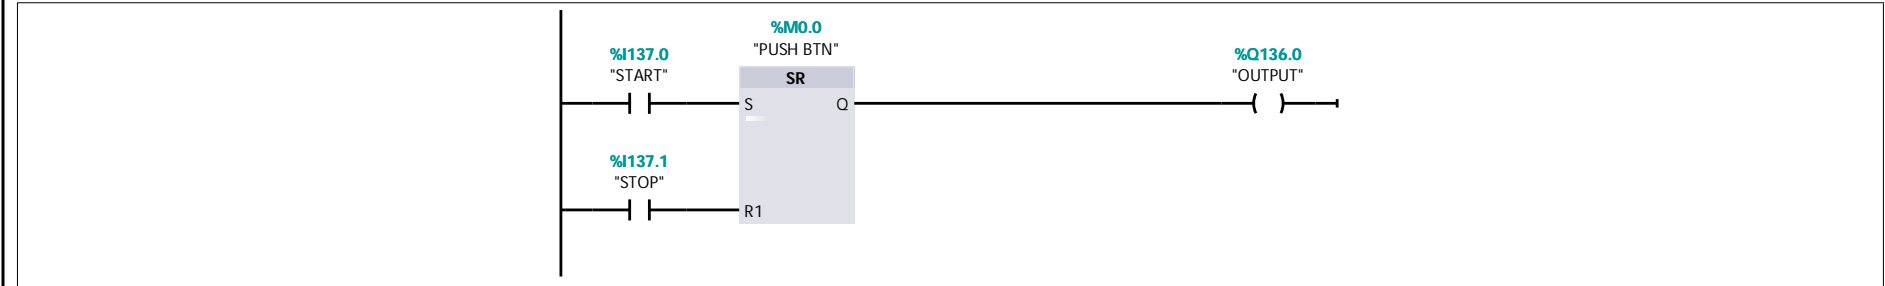 %M0.0
"PUSH BTN"
%I137.0
"START"
%Q136.0
"OUTPUT"
SR
S
Q
%I137.1
"STOP"
R1